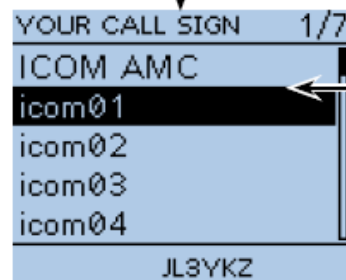 YOUR CALL SIGN 1/7
ICOM AMC
icom01
icom02
icom03
icom04
JL3YKZ